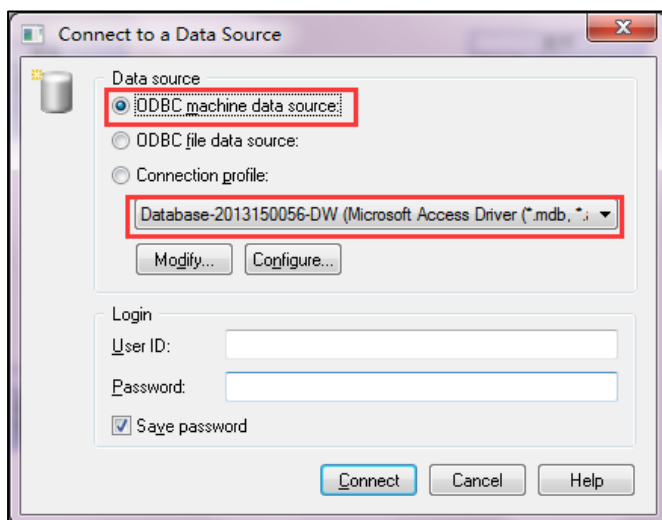 Connect to a Data Source
Data source
ODBC machine data source:
ODBC file data source:
Connection profile:
Database-2013150056-DW (Microsoft Access Driver (*.mdb, *.
Modify... Configure...
Login
User ID:
Password:
Save password
Connect Cancel Help